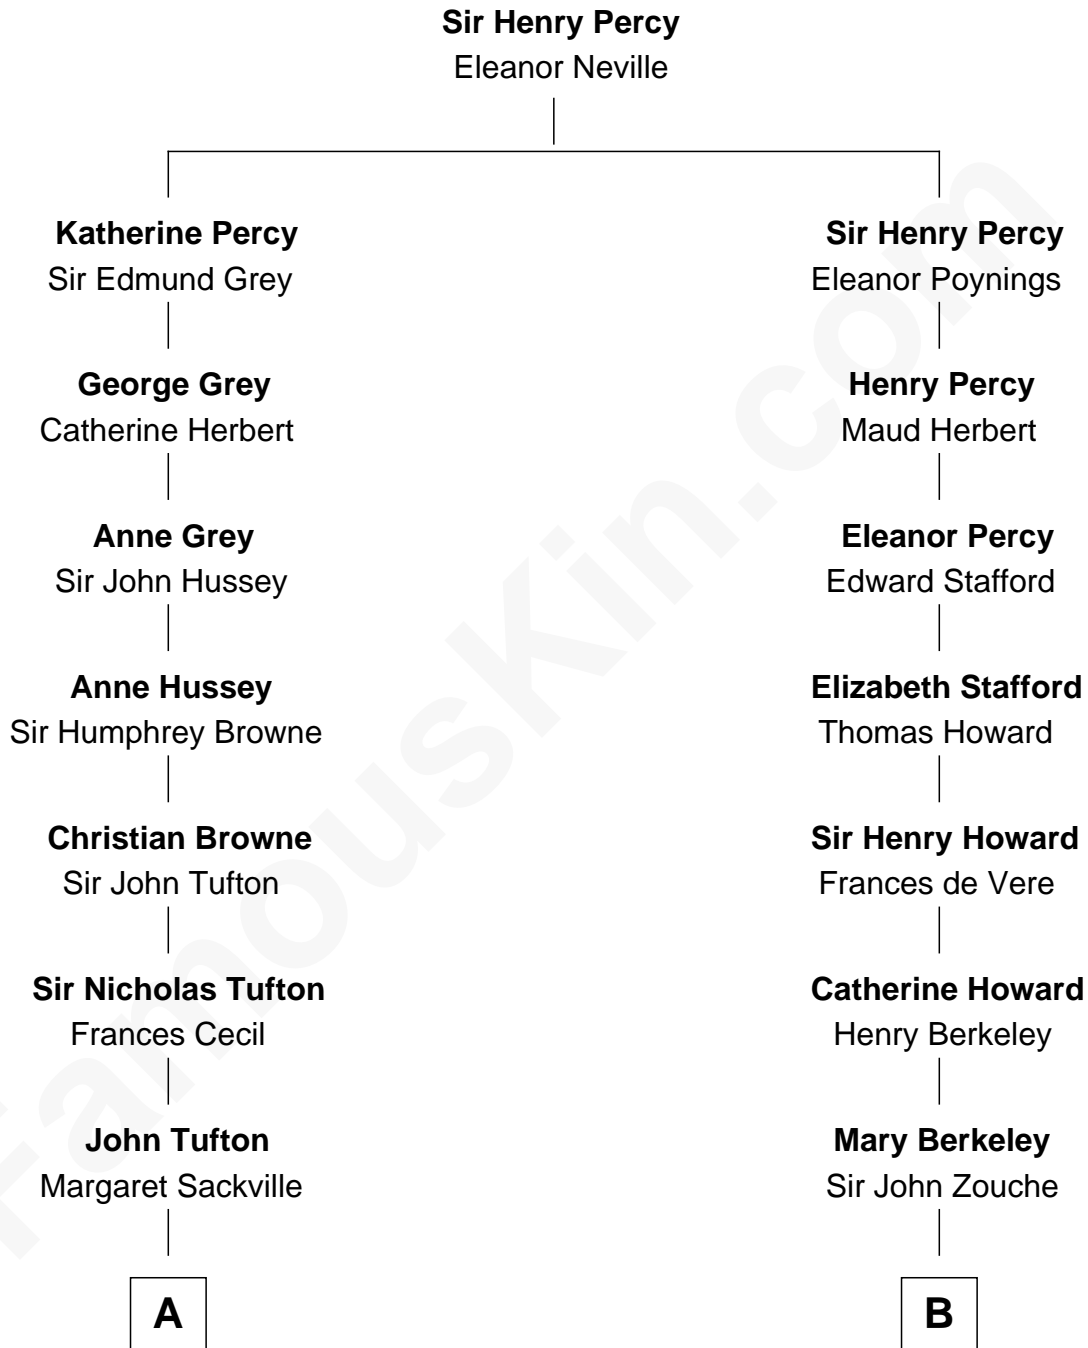 Sir Henry Percy
Eleanor Neville
Katherine Percy
Sir Edmund Grey
Sir Henry Percy
Eleanor Poynings
George Grey
Catherine Herbert
Henry Percy
Maud Herbert
Anne Grey
Sir John Hussey
Eleanor Percy
Edward Stafford
Anne Hussey
Sir Humphrey Browne
Elizabeth Stafford
Thomas Howard
Christian Browne
Sir John Tufton
Sir Henry Howard
Frances de Vere
Sir Nicholas Tufton
Frances Cecil
Catherine Howard
Henry Berkeley
John Tufton
Margaret Sackville
Mary Berkeley
Sir John Zouche
A
B
FamousKin.com